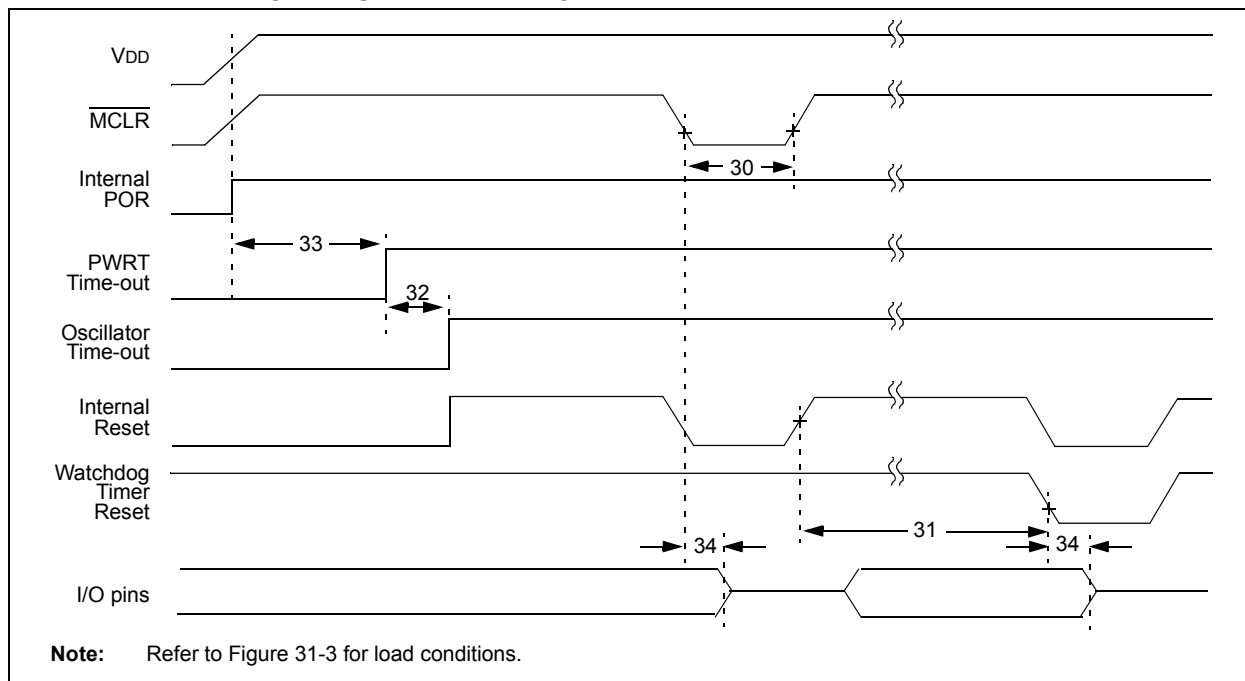 VDD
MCLR
30
Internal
POR
33
PWRT
Time-out
32
Oscillator
Time-out
Internal
Reset
Watchdog
Timer
Reset
31
34
34
I/O pins
Note: Refer to Figure 31-3 for load conditions.